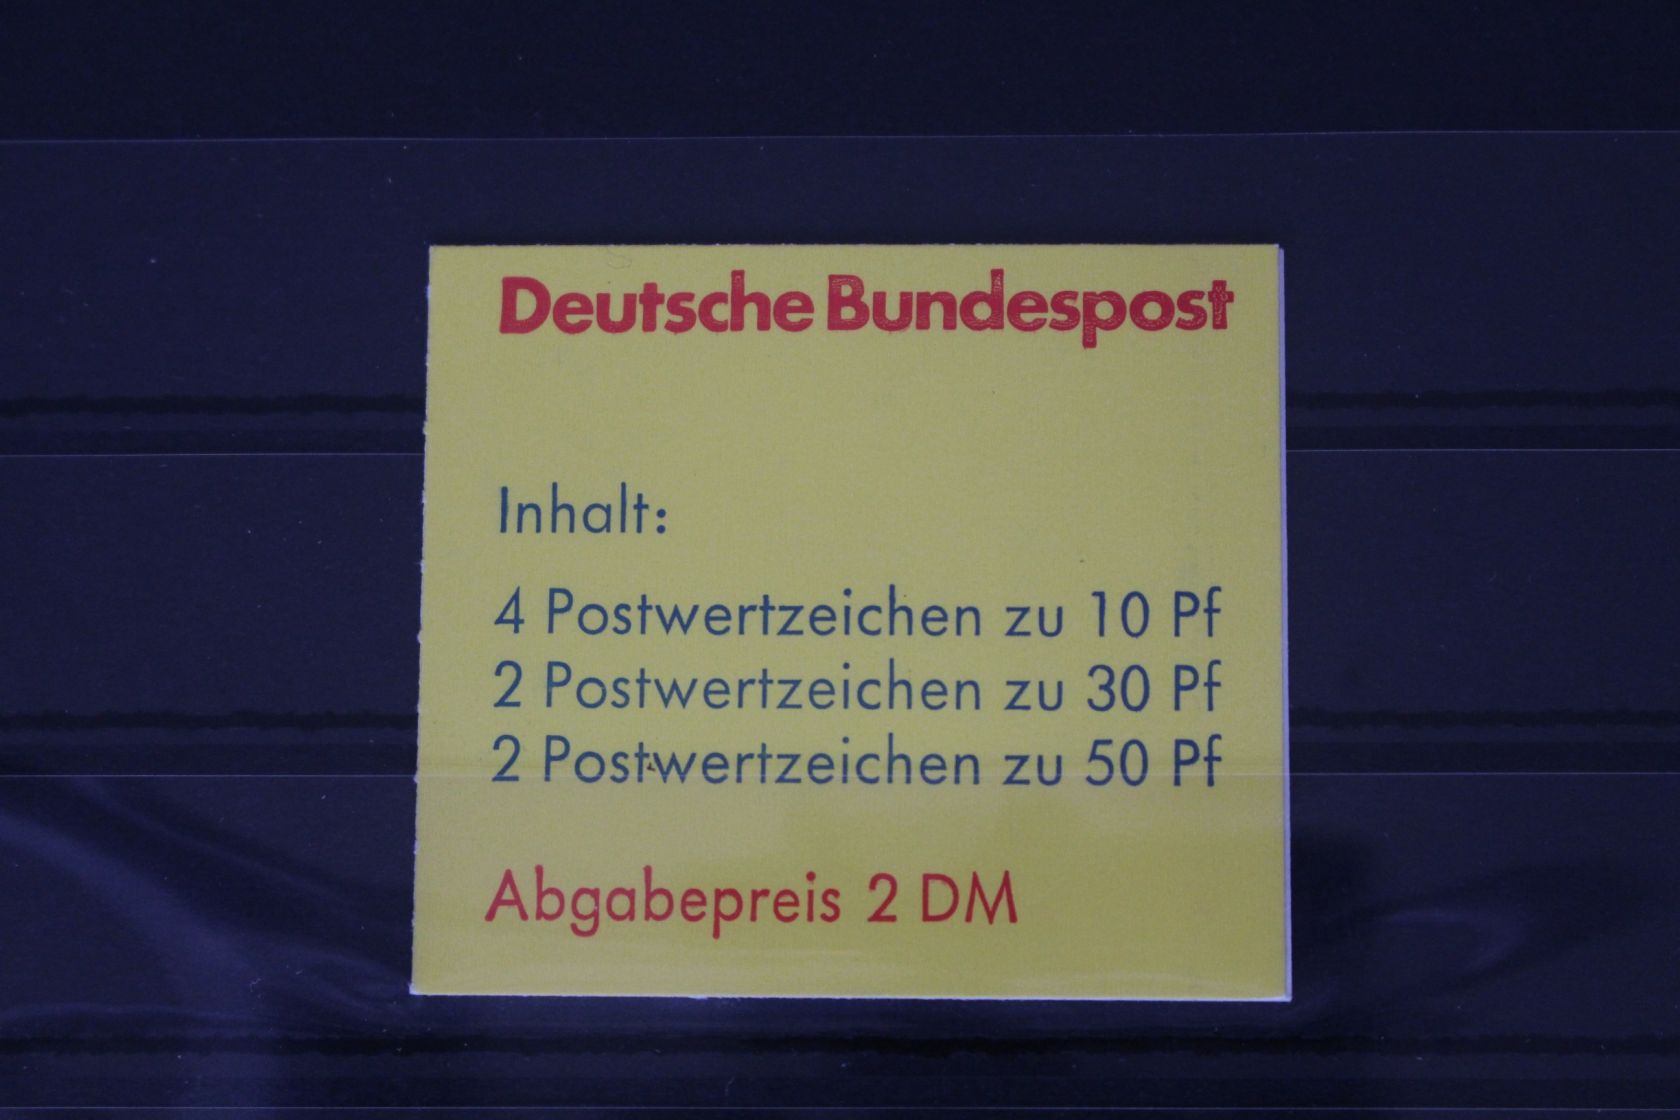 Deutsche Bundespost
Inhalt:
4 Postwertzeichen zu 10 Pf
2 Postwertzeichen zu 30 Pf
2 Postwertzeichen zu 50 Pf
Abgabepreis 2 DM